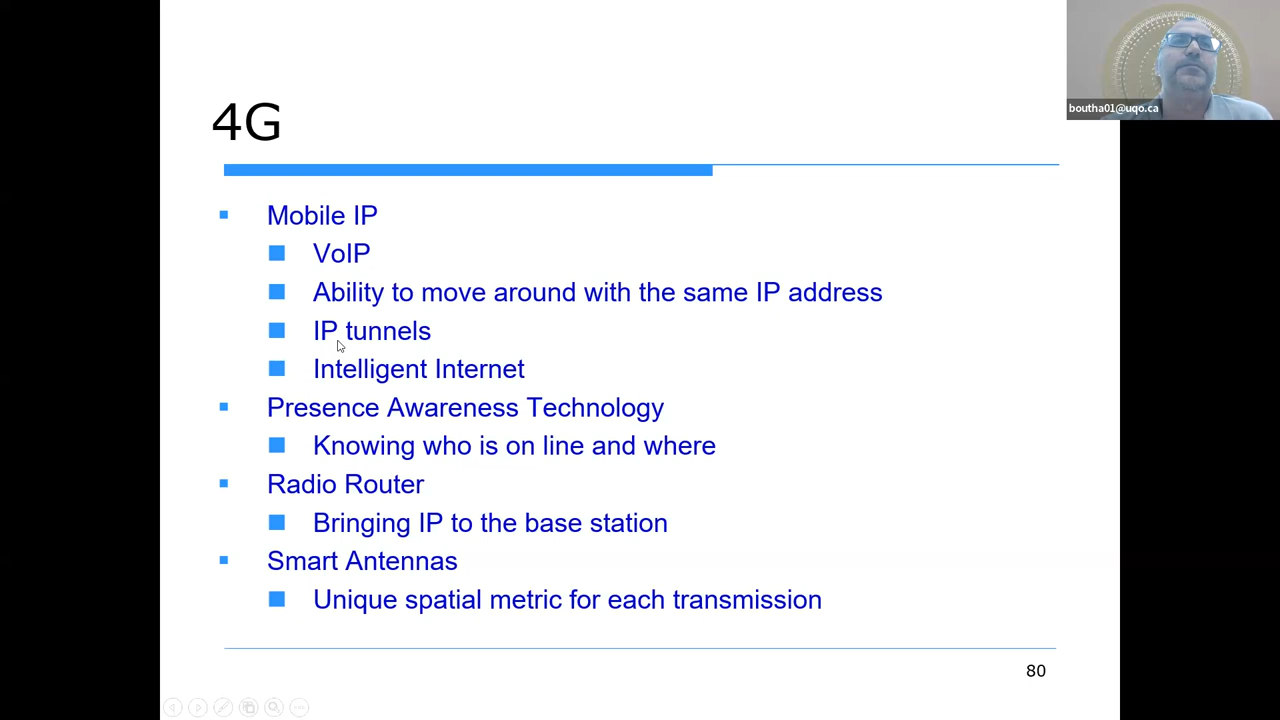 boutha01@uqo.ca
4G
Mobile IP
VoIP
Ability to move around with the same IP address
IP tunnels
Intelligent Internet
Presence Awareness Technology
Knowing who is on line and where
Radio Router
Bringing IP to the base station
Smart Antennas
Unique spatial metric for each transmission
80